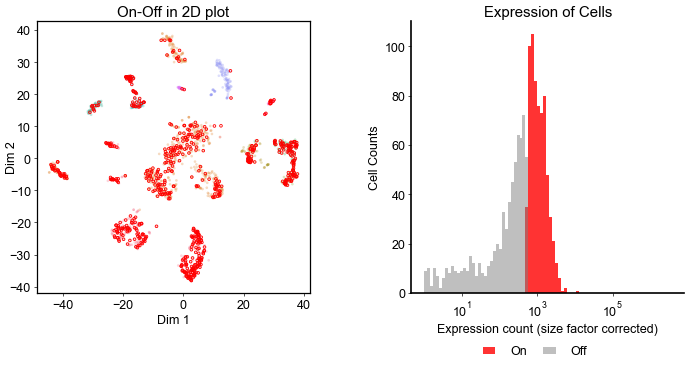 On-Off in 2D plot
Expression of Cells
40
30
20
10
0
−10
−20
−30
−40
Dim 2
−40 −20 0 20 40
Dim 1
100
80
60
40
20
0
Cell Counts
10^1 10^3 10^5
Expression count (size factor corrected)
On Off